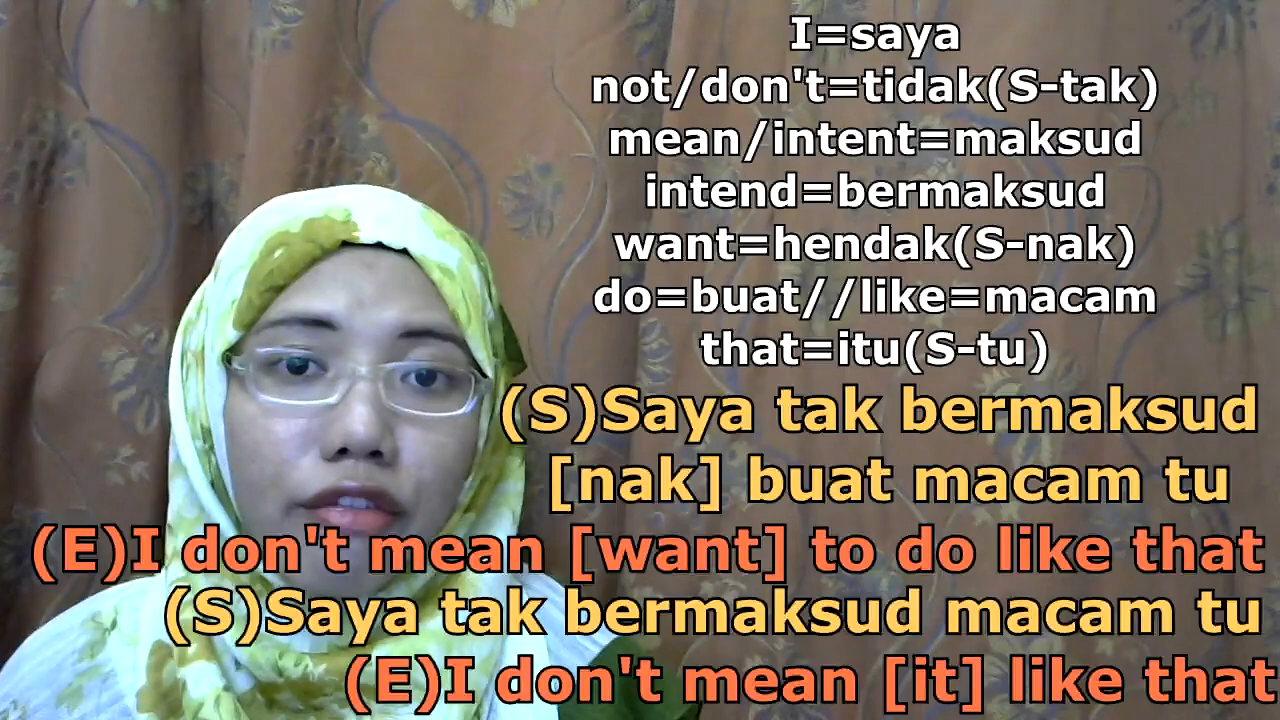 I=saya
not/don't=tidak(S-tak)
mean/intent=maksud
intend=bermaksud
want=hendak(S-nak)
do=buat//like=macam
that=itu(S-tu)
(S)Saya tak bermaksud
[nak] buat macam tu
(E)I don't mean [want] to do like that
(S)Saya tak bermaksud macam tu
(E)I don't mean [it] like that